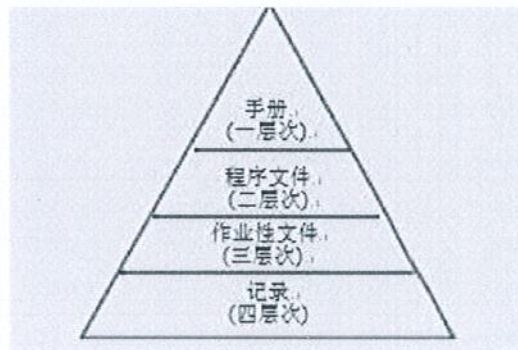 手册
(一层次)
程序文件
(二层次)
作业性文件
(三层次)
记录
(四层次)